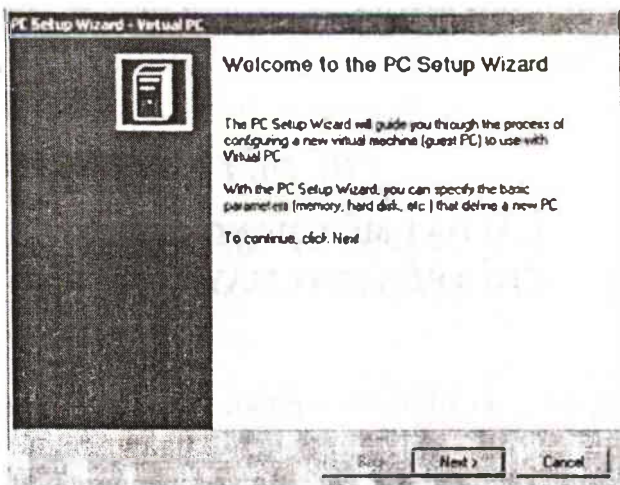 PC Setup Wizard - Virtual PC
Welcome to the PC Setup Wizard
The PC Setup Wizard will guide you through the process of
configuring a new virtual machine (guest PC) to use with
Virtual PC
With the PC Setup Wizard, you can specify the basic
parameters (memory, hard disk, etc.) that define a new PC
To continue, click Next
Back Next > Cancel